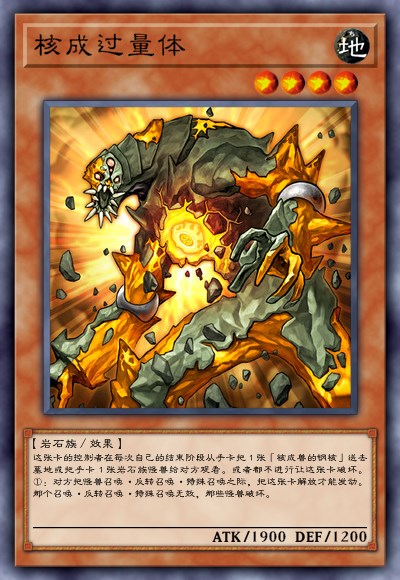 核成过量体
地
【岩石族／效果】
这张卡的控制者在每次自己的结束阶段从手卡把1张「核成兽的钢核」送去
墓地或把手卡1张岩石族怪兽给对方观看。或者都不进行让这张卡破坏。
①：对方把怪兽召唤·反转召唤·特殊召唤之际，把这张卡解放才能发动。
那个召唤·反转召唤·特殊召唤无效，那些怪兽破坏。
ATK/1900 DEF/1200